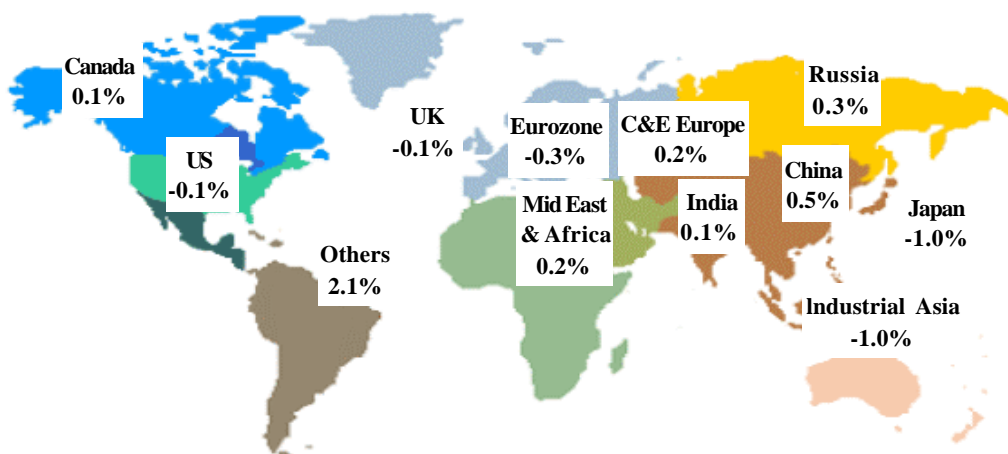 Canada
0.1%
US
-0.1%
Others
2.1%
UK
-0.1%
Eurozone
-0.3%
C&E Europe
0.2%
Mid East
& Africa
0.2%
Russia
0.3%
India
0.1%
China
0.5%
Japan
-1.0%
Industrial Asia
-1.0%